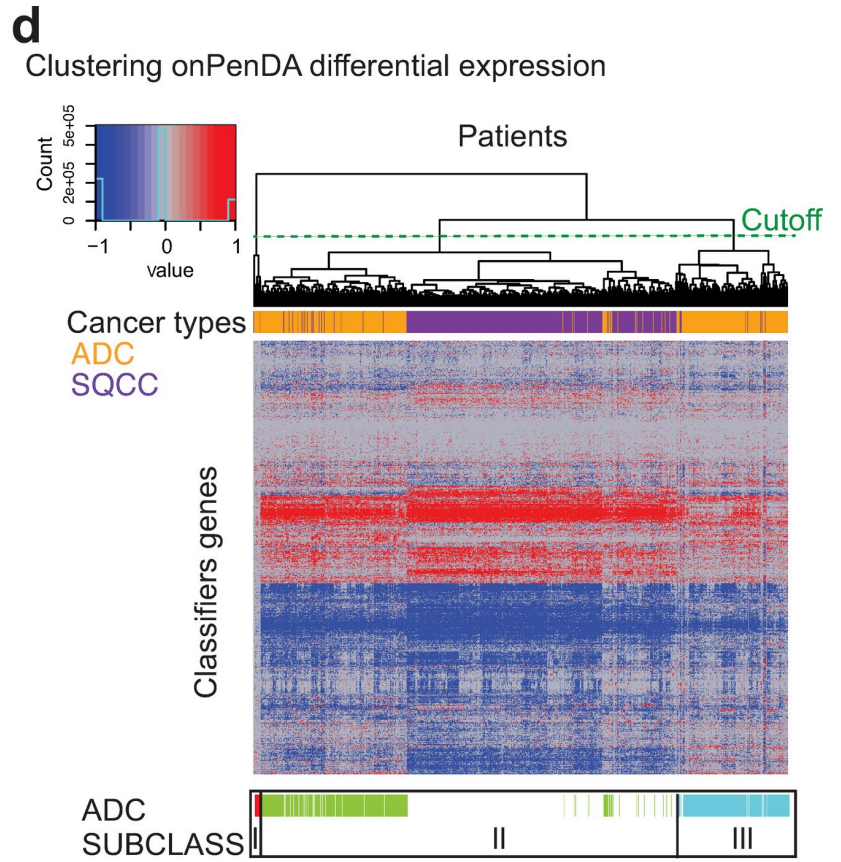 d
Clustering onPenDA differential expression
Count
0 2e+05 5e+05
−1 0 1
value
Patients
Cutoff
Cancer types
ADC
SQCC
Classifiers genes
ADC
SUBCLASS
I II III